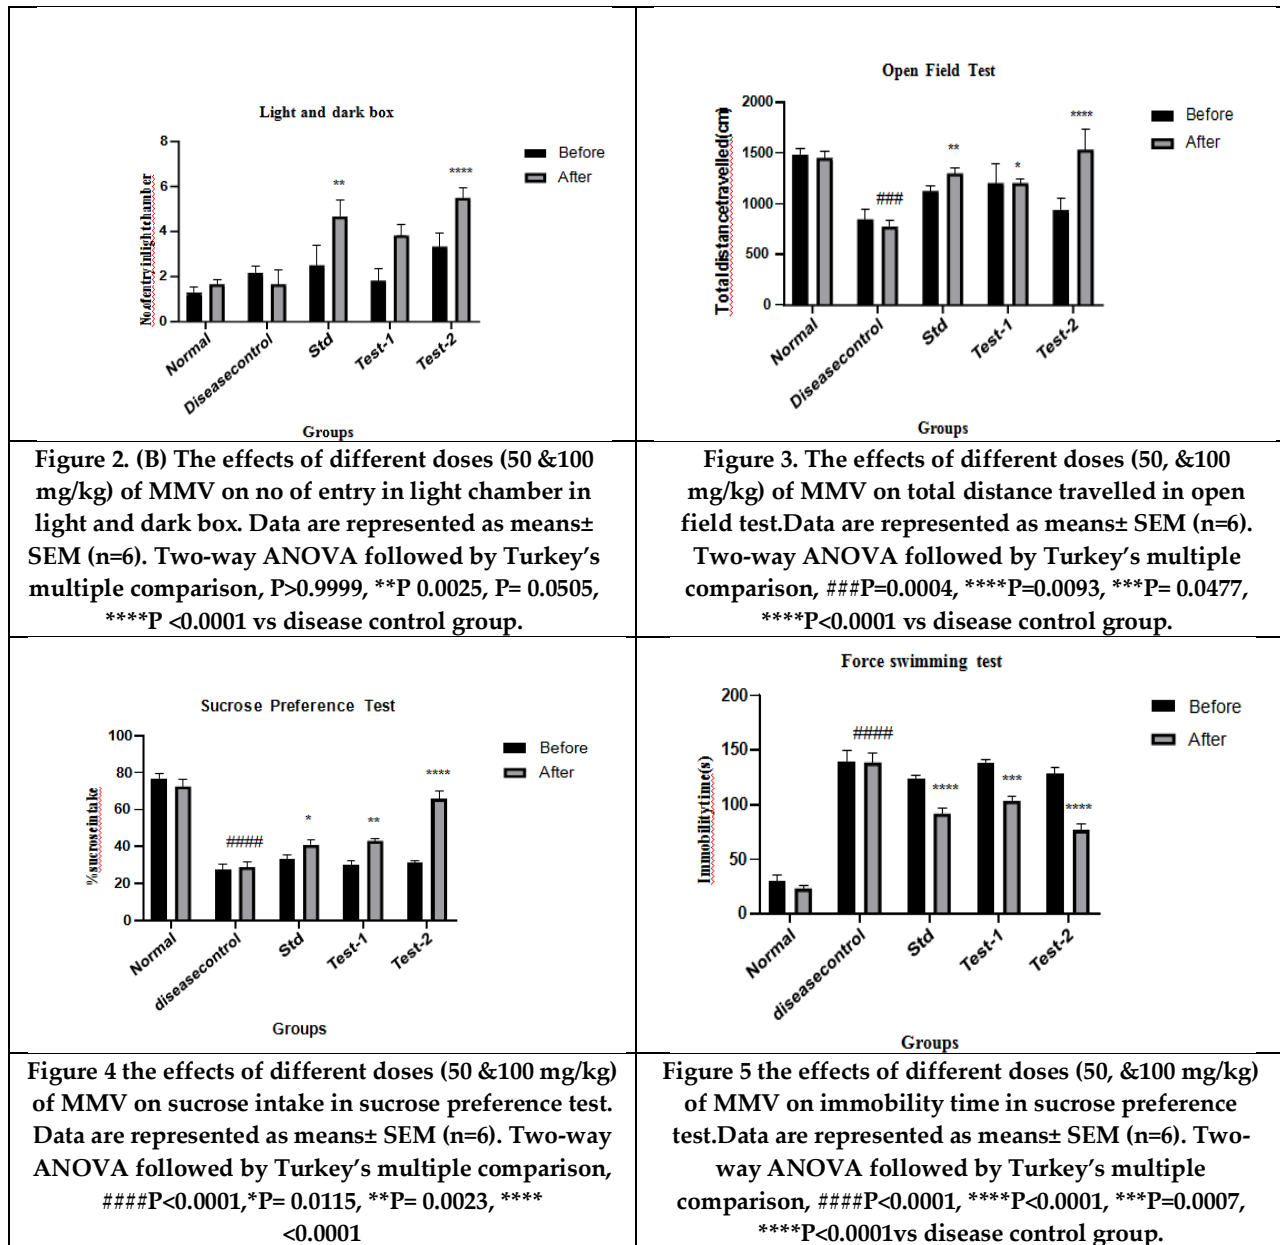 Light and dark box
8
6
4
2
0
No.ofentryinlightchamber
Before
After
**
****
Normal
Diseasecontrol
Std
Test-1
Test-2
Groups
Figure 2. (B) The effects of different doses (50 &100
mg/kg) of MMV on no of entry in light chamber in
light and dark box. Data are represented as means±
SEM (n=6). Two-way ANOVA followed by Turkey’s
multiple comparison, P>0.9999, **P 0.0025, P= 0.0505,
****P <0.0001 vs disease control group.
Open Field Test
2000
1500
1000
500
0
Totaldistancetravelled(cm)
Before
After
###
**
*
****
Normal
Diseasecontrol
Std
Test-1
Test-2
Groups
Figure 3. The effects of different doses (50, &100
mg/kg) of MMV on total distance travelled in open
field test.Data are represented as means± SEM (n=6).
Two-way ANOVA followed by Turkey’s multiple
comparison, ###P=0.0004, ****P=0.0093, ***P= 0.0477,
****P<0.0001 vs disease control group.
Sucrose Preference Test
100
80
60
40
20
0
%sucroseintake
Before
After
####
*
**
****
Normal
diseasecontrol
Std
Test-1
Test-2
Groups
Figure 4 the effects of different doses (50 &100 mg/kg)
of MMV on sucrose intake in sucrose preference test.
Data are represented as means± SEM (n=6). Two-way
ANOVA followed by Turkey’s multiple comparison,
####P<0.0001,*P= 0.0115, **P= 0.0023, ****
<0.0001
Force swimming test
200
150
100
50
0
Immobilitytime(s)
Before
After
####
****
***
****
Normal
diseasecontrol
Std
Test-1
Test-2
Groups
Figure 5 the effects of different doses (50, &100 mg/kg)
of MMV on immobility time in sucrose preference
test.Data are represented as means± SEM (n=6). Two-
way ANOVA followed by Turkey’s multiple
comparison, ####P<0.0001, ****P<0.0001, ***P=0.0007,
****P<0.0001vs disease control group.